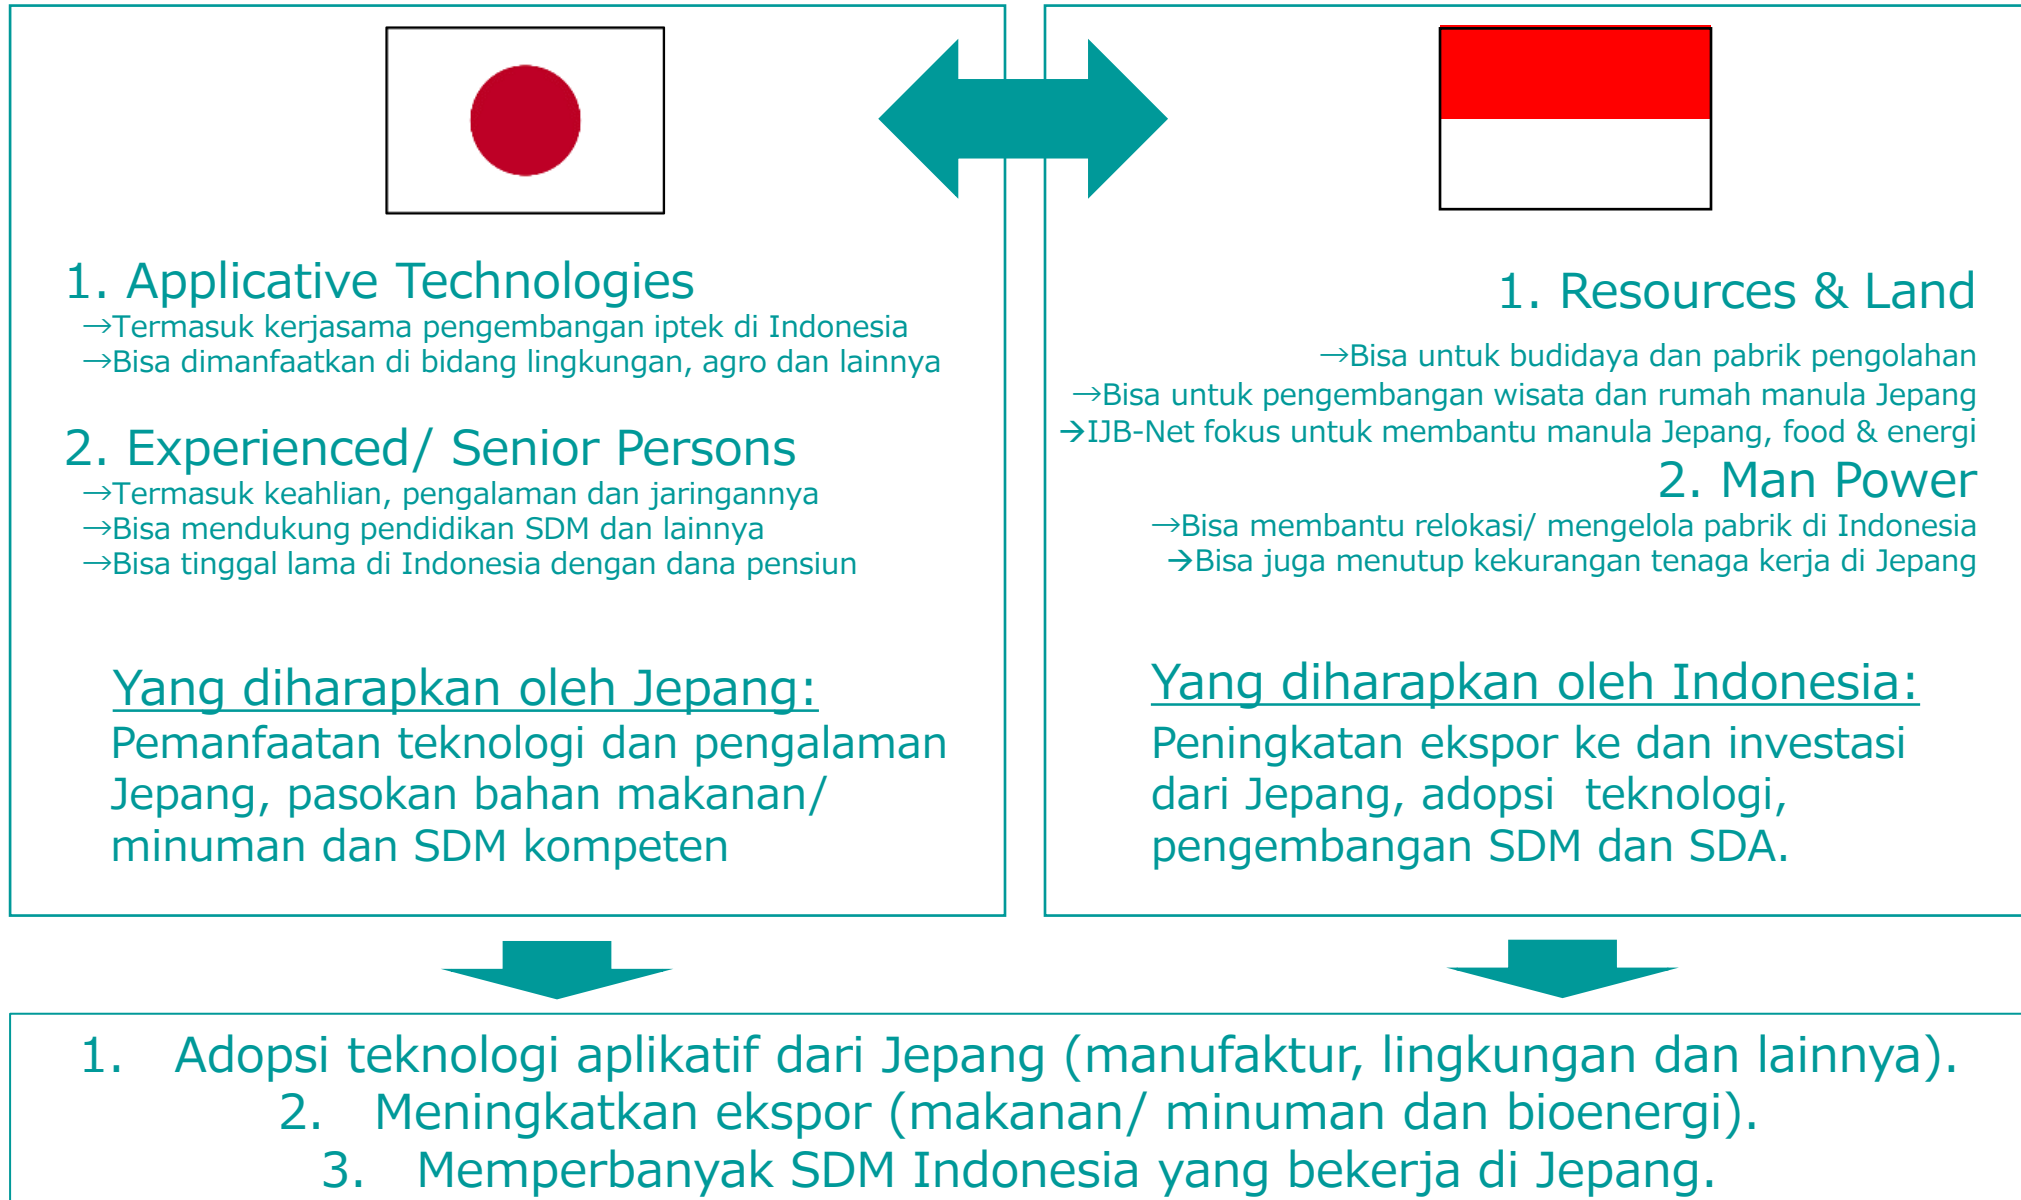 1. Applicative Technologies
→Termasuk kerjasama pengembangan iptek di Indonesia
→Bisa dimanfaatkan di bidang lingkungan, agro dan lainnya
2. Experienced/ Senior Persons
→Termasuk keahlian, pengalaman dan jaringannya
→Bisa mendukung pendidikan SDM dan lainnya
→Bisa tinggal lama di Indonesia dengan dana pensiun
Yang diharapkan oleh Jepang:
Pemanfaatan teknologi dan pengalaman
Jepang, pasokan bahan makanan/
minuman dan SDM kompeten
1. Resources & Land
→Bisa untuk budidaya dan pabrik pengolahan
→Bisa untuk pengembangan wisata dan rumah manula Jepang
→IJB-Net fokus untuk membantu manula Jepang, food & energi
2. Man Power
→Bisa membantu relokasi/ mengelola pabrik di Indonesia
→Bisa juga menutup kekurangan tenaga kerja di Jepang
Yang diharapkan oleh Indonesia:
Peningkatan ekspor ke dan investasi
dari Jepang, adopsi  teknologi,
pengembangan SDM dan SDA.
1. Adopsi teknologi aplikatif dari Jepang (manufaktur, lingkungan dan lainnya).
2. Meningkatkan ekspor (makanan/ minuman dan bioenergi).
3. Memperbanyak SDM Indonesia yang bekerja di Jepang.